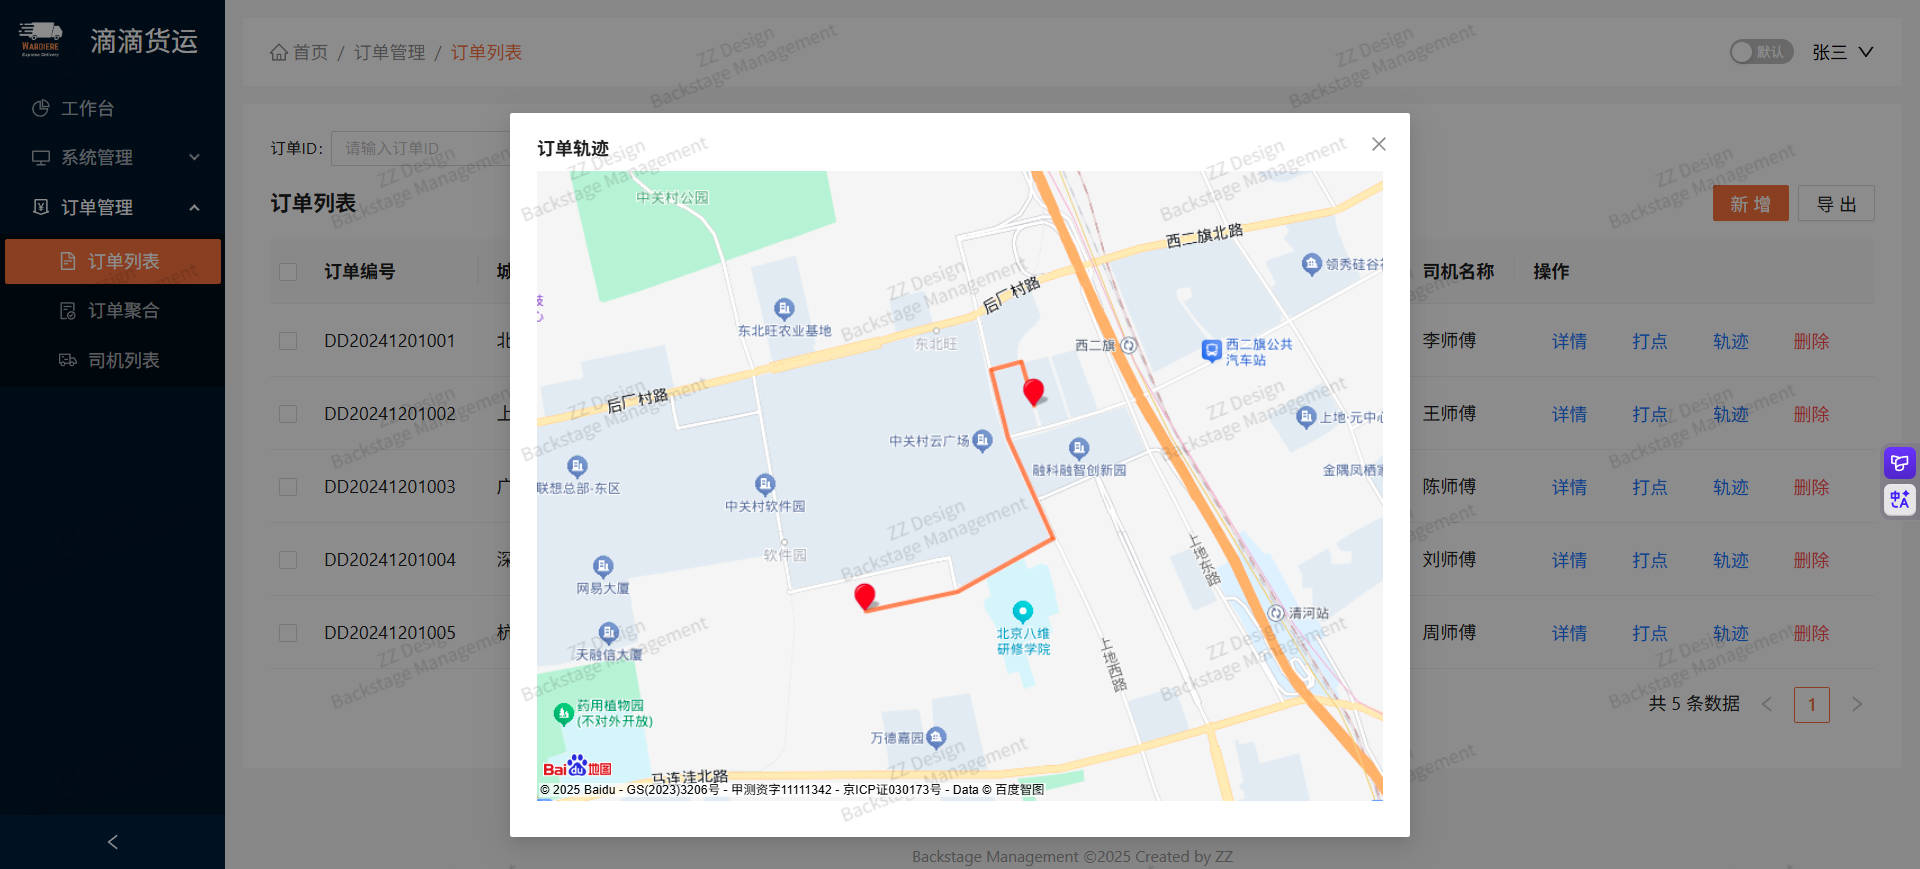 WARDIERE
滴滴货运
工作台
系统管理
订单管理
订单列表
订单聚合
司机列表
首页 / 订单管理 / 订单列表
默认
张三
订单ID:
请输入订单ID
订单列表
新 增
导 出
订单编号
城
司机名称
操作
DD20241201001
北
李师傅
详情
打点
轨迹
删除
DD20241201002
上
王师傅
详情
打点
轨迹
删除
DD20241201003
广
陈师傅
详情
打点
轨迹
删除
DD20241201004
深
刘师傅
详情
打点
轨迹
删除
DD20241201005
杭
周师傅
详情
打点
轨迹
删除
共 5 条数据
1
订单轨迹
中关村公园
西二旗北路
领秀硅谷
后厂村路
东北旺农业基地
东北旺
西二旗
西二旗公共
汽车站
后厂村路
上地·元中心
中关村云广场
融科融智创新园
金隅凤栖
联想总部-东区
中关村软件园
软件园
上地东路
网易大厦
清河站
北京八维
研修学院
天融信大厦
上地西路
药用植物园
(不对外开放)
万德嘉园
Bai du 地图
马连洼北路
© 2025 Baidu - GS(2023)3206号 - 甲测资字11111342 - 京ICP证030173号 - Data © 百度智图
Backstage Management ©2025 Created by ZZ
ZZ Design
Backstage Management
中A